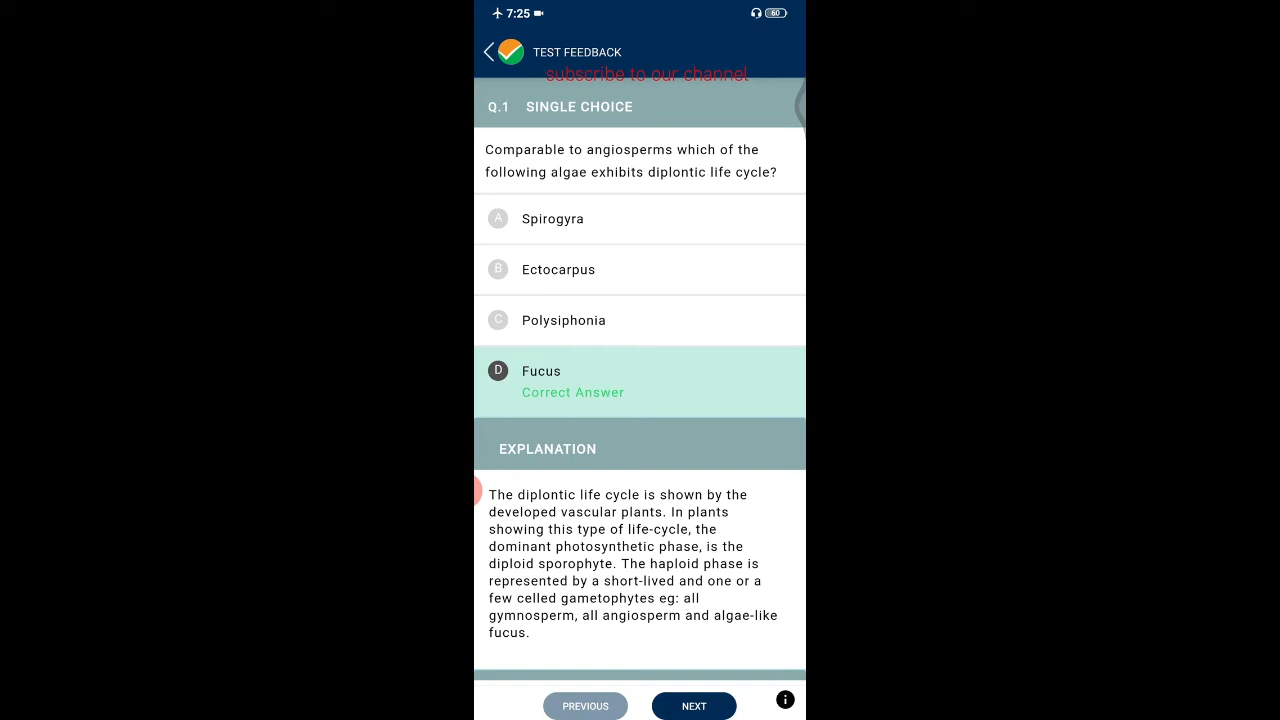 7:25
60
TEST FEEDBACK
subscribe to our channel
Q.1 SINGLE CHOICE
Comparable to angiosperms which of the
following algae exhibits diplontic life cycle?
A Spirogyra
B Ectocarpus
C Polysiphonia
D Fucus
Correct Answer
EXPLANATION
The diplontic life cycle is shown by the
developed vascular plants. In plants
showing this type of life-cycle, the
dominant photosynthetic phase, is the
diploid sporophyte. The haploid phase is
represented by a short-lived and one or a
few celled gametophytes eg: all
gymnosperm, all angiosperm and algae-like
fucus.
PREVIOUS NEXT i